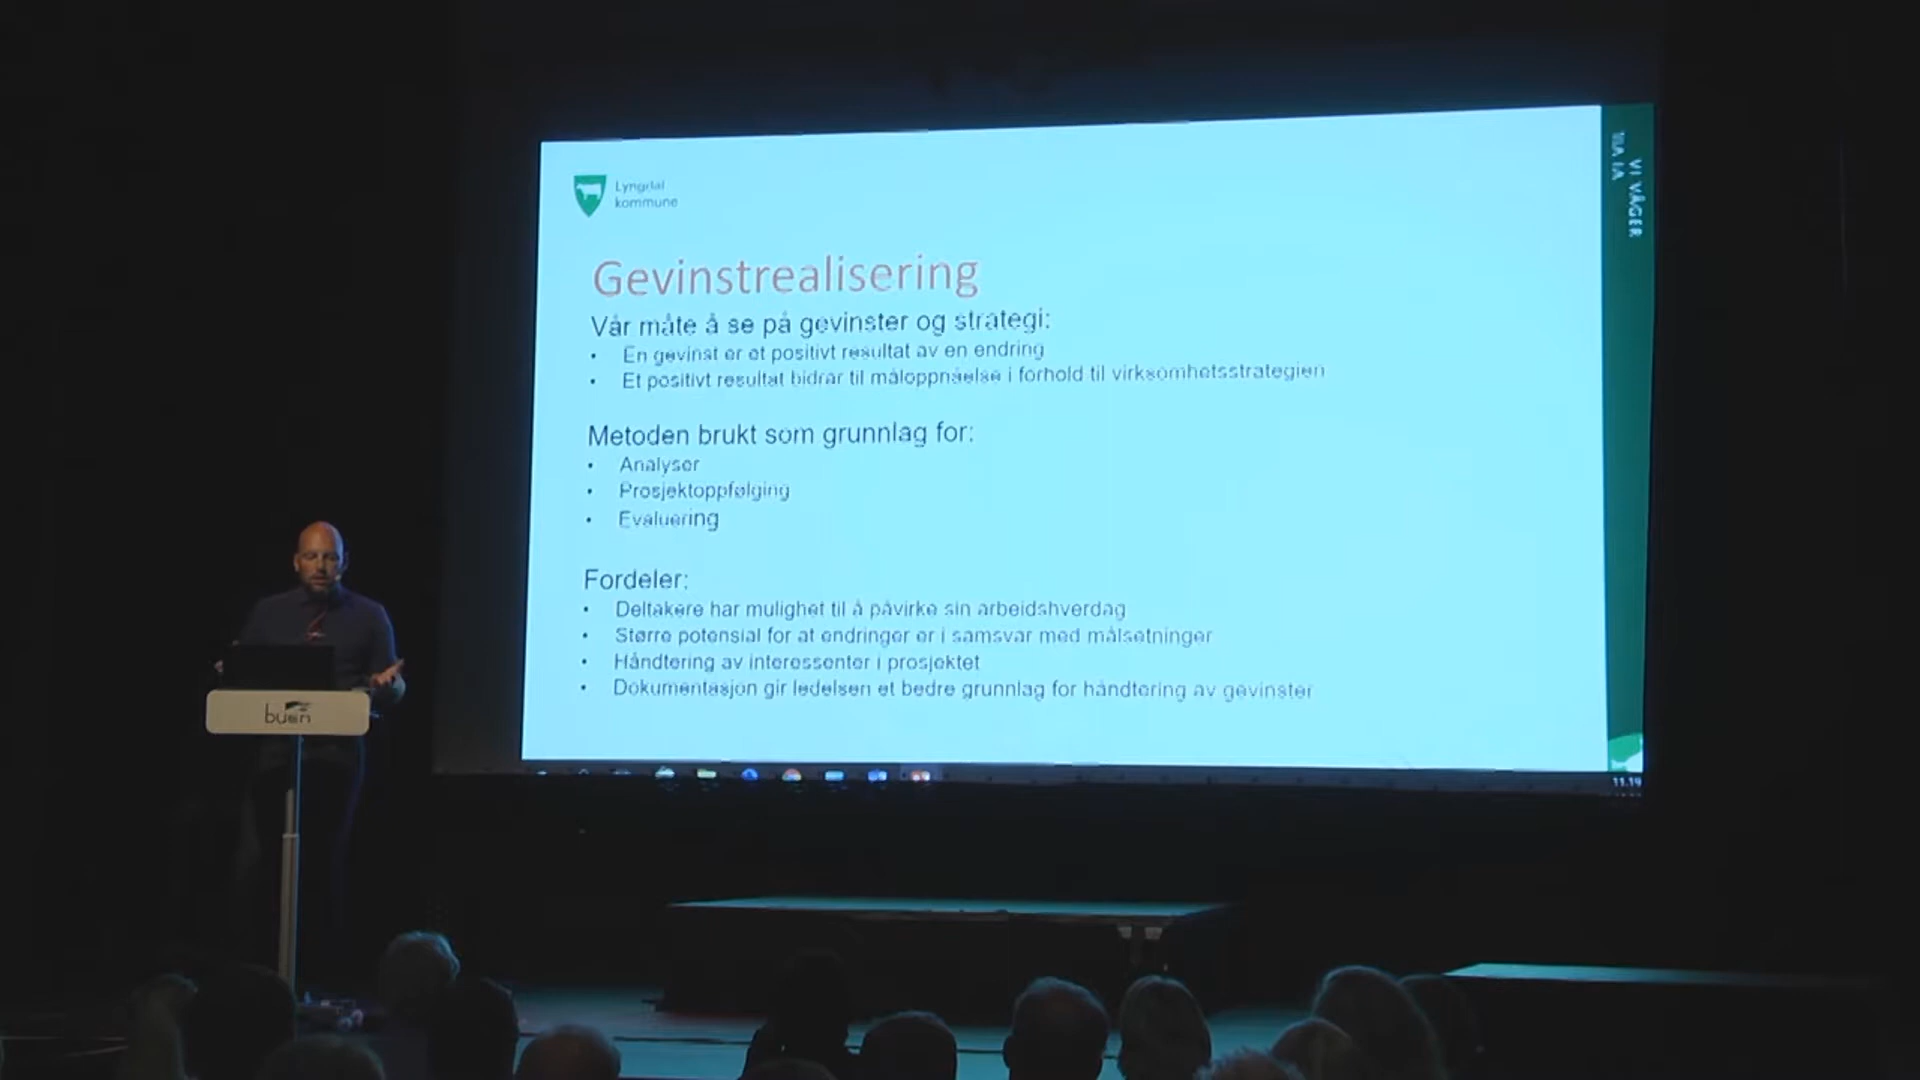 Lyngdal
kommune
VI VÅGER
Gevinstrealisering
Vår måte å se på gevinster og strategi:
• En gevinst er et positivt resultat av en endring
• Et positivt resultat bidrar til måloppnåelse i forhold til virksomhetsstrategien
Metoden brukt som grunnlag for:
• Analyser
• Prosjektoppfølging
• Evaluering
Fordeler:
• Deltakere har mulighet til å påvirke sin arbeidshverdag
• Større potensial for at endringer er i samsvar med målsetninger
• Håndtering av interessenter i prosjektet
• Dokumentasjon gir ledelsen et bedre grunnlag for håndtering av gevinster
buen
11.19